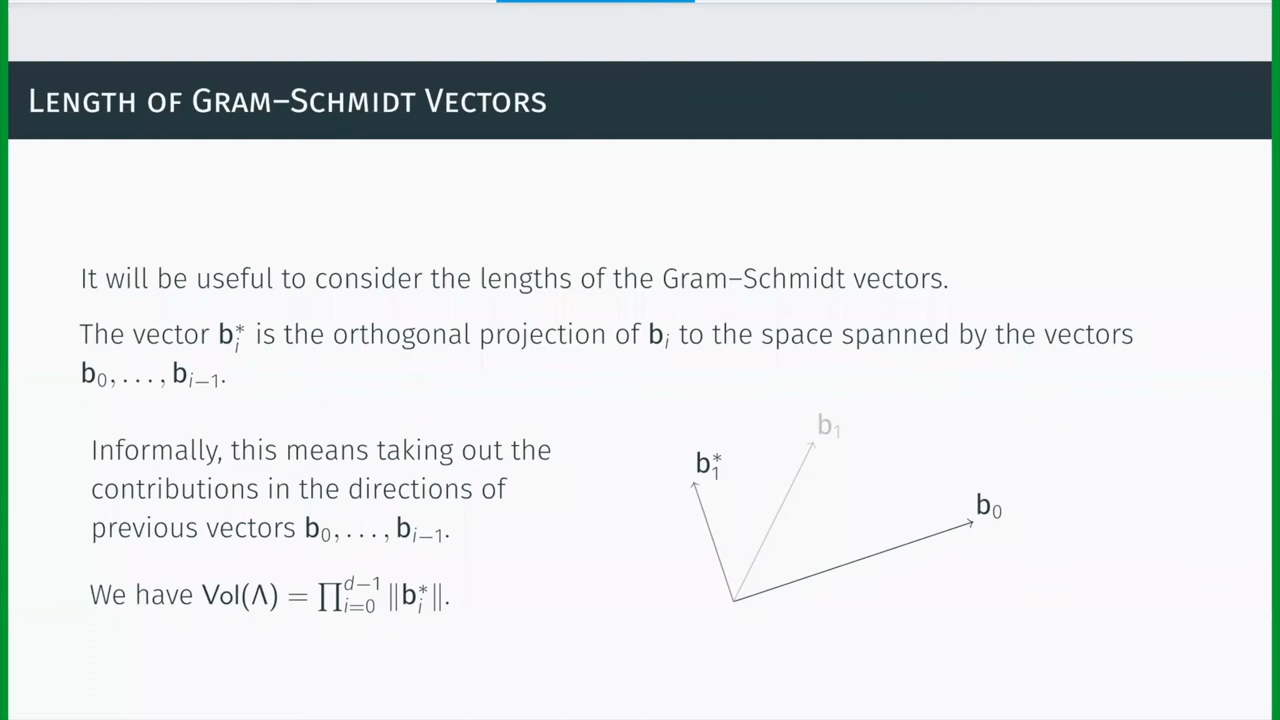 Length of Gram–Schmidt Vectors
It will be useful to consider the lengths of the Gram–Schmidt vectors.
The vector b*ᵢ is the orthogonal projection of bᵢ to the space spanned by the vectors
b₀, . . . , bᵢ₋₁.
Informally, this means taking out the
contributions in the directions of
previous vectors b₀, . . . , bᵢ₋₁.
We have Vol(Λ) = ∏_{i=0}^{d−1} ‖b*ᵢ‖.
b₁
b*₁
b₀